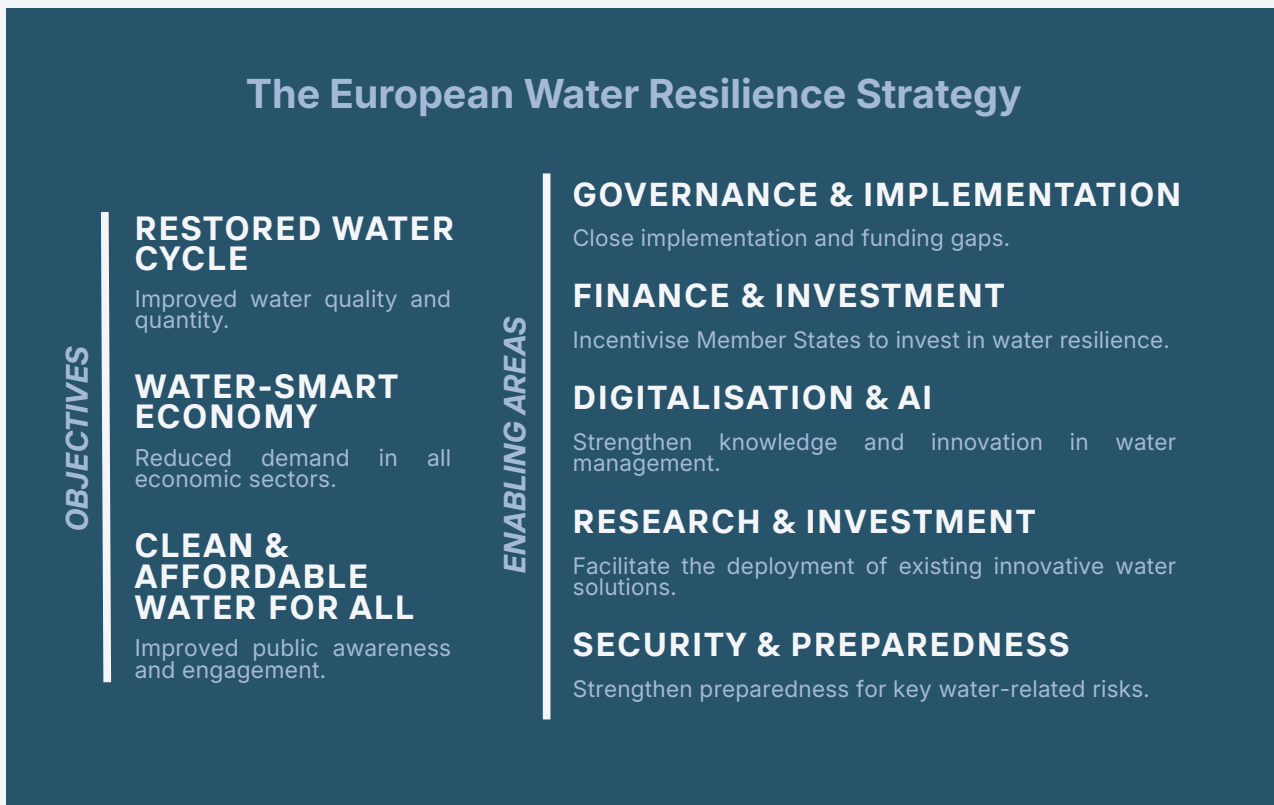 The European Water Resilience Strategy
OBJECTIVES
RESTORED WATER
CYCLE
Improved water quality and
quantity.
WATER-SMART
ECONOMY
Reduced demand in all
economic sectors.
CLEAN &
AFFORDABLE
WATER FOR ALL
Improved public awareness
and engagement.
ENABLING AREAS
GOVERNANCE & IMPLEMENTATION
Close implementation and funding gaps.
FINANCE & INVESTMENT
Incentivise Member States to invest in water resilience.
DIGITALISATION & AI
Strengthen knowledge and innovation in water
management.
RESEARCH & INVESTMENT
Facilitate the deployment of existing innovative water
solutions.
SECURITY & PREPAREDNESS
Strengthen preparedness for key water-related risks.